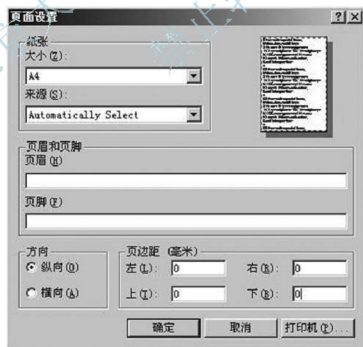 页面设置
纸张
大小(Z):
A4
来源(S):
Automatically Select
页眉和页脚
页眉(H)
页脚(F)
方向
纵向(O)
横向(A)
页边距 (毫米)
左(L): 0 右(R): 0
上(T): 0 下(B): 0
确定 取消 打印机(P)...